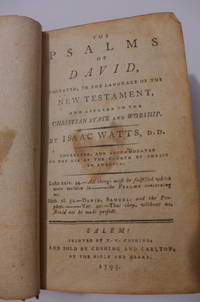 THE
PSALMS
OF
DAVID,
IMITATED, IN THE LANGUAGE OF THE
NEW TESTAMENT,
AND APPLIED TO THE
CHRISTIAN STATE AND WORSHIP.
By ISAAC WATTS, D.D.
CORRECTED, AND ACCOMMODATED
TO THE USE OF THE CHURCH OF CHRIST
IN AMERICA.
Luke xxiv. 44.—All things must be fulfilled which
were written in——the PSALMS concerning
me.
Heb. xi. 32.—DAVID, SAMUEL, and the Pro-
phets.—Ver. 40.—That they, without us,
should not be made perfect.
SALEM:
PRINTED BY T. C. CUSHING,
AND SOLD BY CUSHING AND CARLTON,
AT THE BIBLE AND HEART.